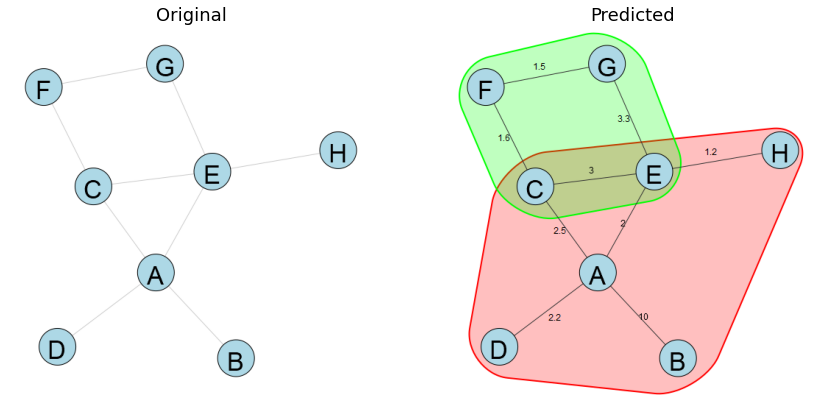 Original
Predicted
G
F
H
E
C
A
D
B
G
1.5
F
3.3
1.6
H
1.2
3
E
C
2
2.5
A
2.2
10
D
B